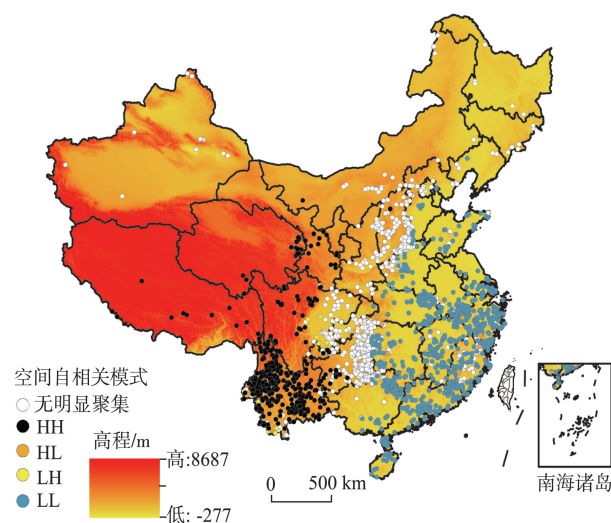 空间自相关模式
无明显聚集
HH
HL
LH
LL
高程/m
高:8687
低: -277
0 500 km
南海诸岛